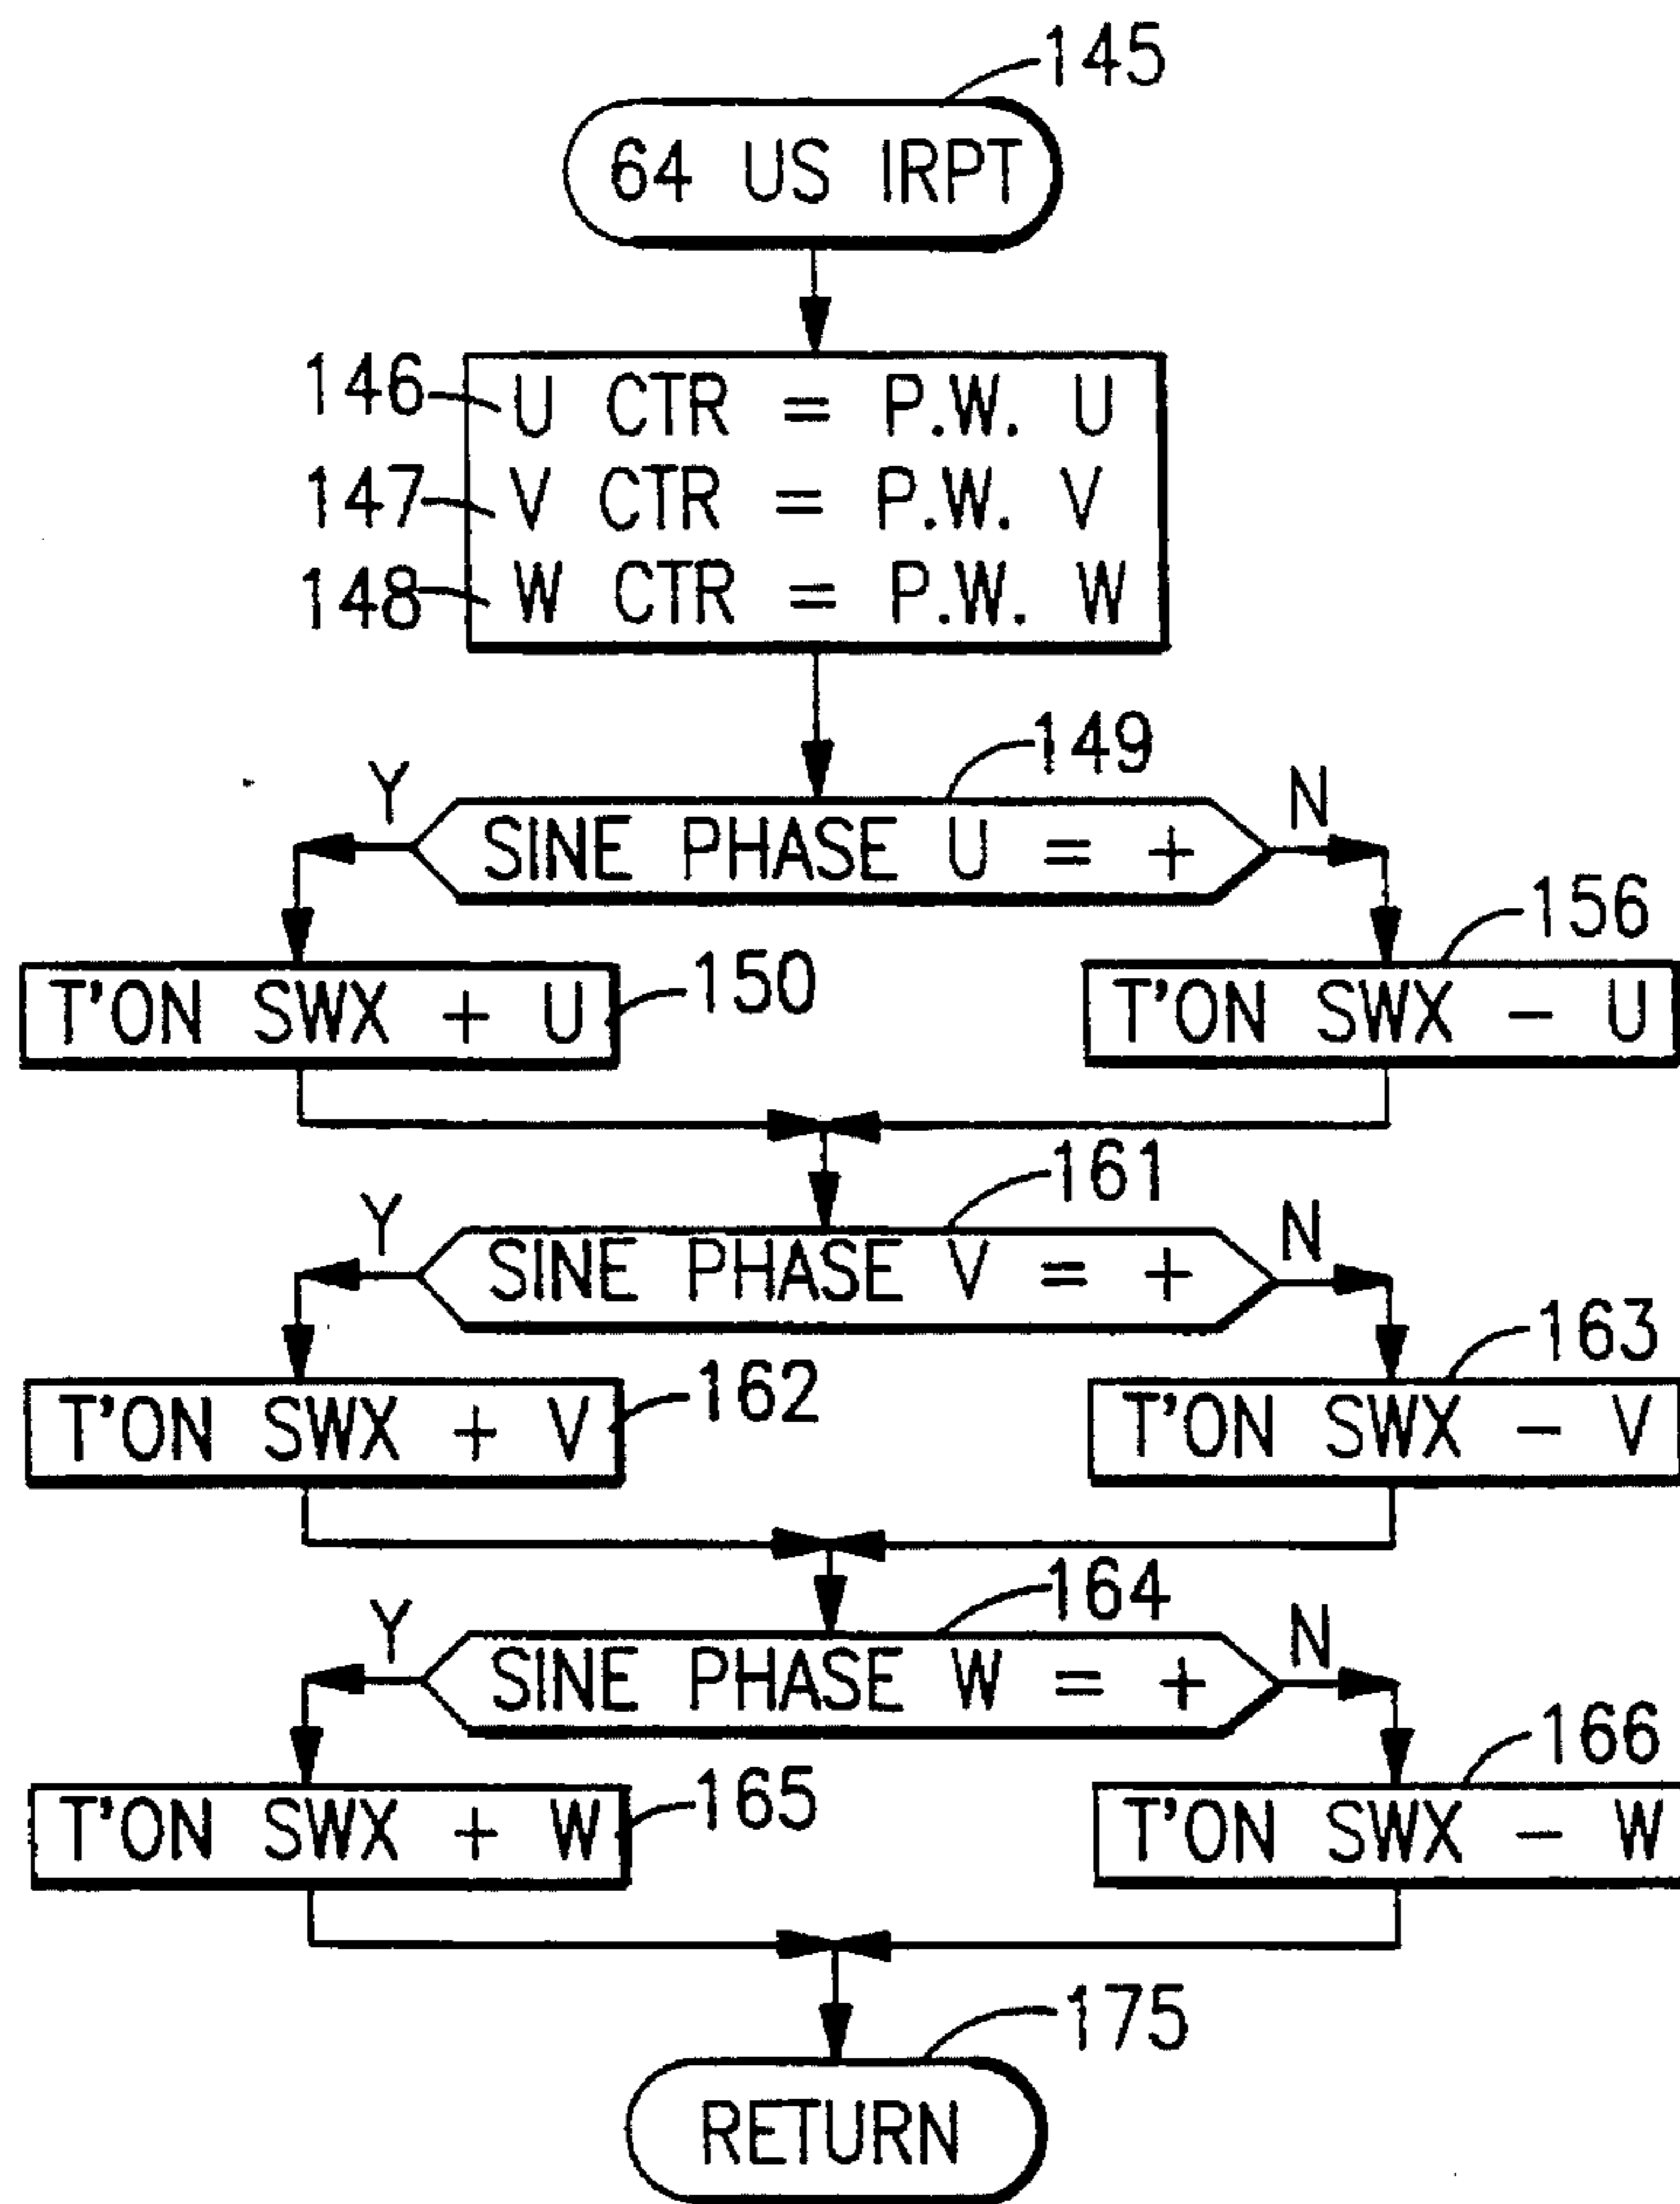 145
64 US IRPT
146 U CTR = P.W. U
147 V CTR = P.W. V
148 W CTR = P.W. W
149
Y SINE PHASE U = + N
156
T'ON SWX + U 150 T'ON SWX - U
161
Y SINE PHASE V = + N
163
T'ON SWX + V 162 T'ON SWX - V
164
Y SINE PHASE W = + N
166
T'ON SWX + W 165 T'ON SWX - W
175
RETURN